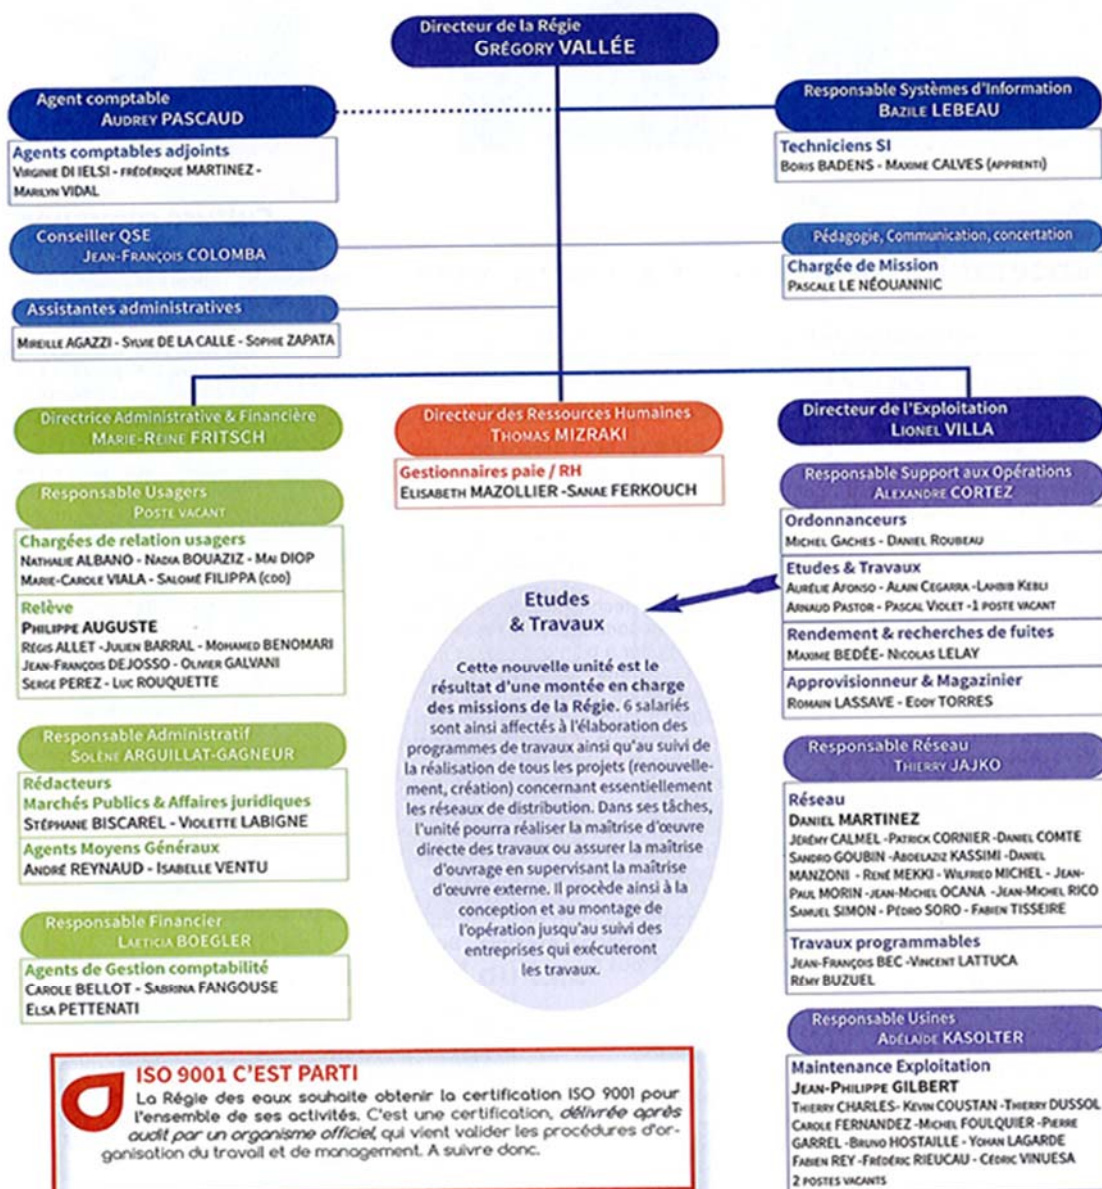 Directeur de la Régie
GRÉGORY VALLÉE
Agent comptable
AUDREY PASCAUD
Agents comptables adjoints
VIRGINIE DI IELSI - FRÉDÉRIQUE MARTINEZ -
MARILYN VIDAL
Responsable Systèmes d'Information
BAZILE LEBEAU
Techniciens SI
BORIS BADENS - MAXIME CALVES (APPRENTI)
Conseiller QSE
JEAN-FRANÇOIS COLOMBA
Pédagogie, Communication, concertation
Chargée de Mission
PASCALE LE NÉOUANNIC
Assistantes administratives
MIREILLE AGAZZI - SYLVIE DE LA CALLE - SOPHIE ZAPATA
Directrice Administrative & Financière
MARIE-REINE FRITSCH
Responsable Usagers
POSTE VACANT
Chargées de relation usagers
NATHALIE ALBANO - NADIA BOUAZIZ - MAI DIOP
MARIE-CAROLE VIALA - SALOMÉ FILIPPA (CDD)
Relève
PHILIPPE AUGUSTE
RÉGIS ALLET -JULIEN BARRAL - MOHAMED BENOMARI
JEAN-FRANÇOIS DEJOSSO - OLIVIER GALVANI
SERGE PEREZ - LUC ROUQUETTE
Responsable Administratif
SOLÈNE ARGUILLAT-GAGNEUR
Rédacteurs
Marchés Publics & Affaires juridiques
STÉPHANE BISCAREL - VIOLETTE LABIGNE
Agents Moyens Généraux
ANDRÉ REYNAUD - ISABELLE VENTU
Responsable Financier
LAETICIA BOEGLER
Agents de Gestion comptabilité
CAROLE BELLOT - SABRINA FANGOUSE
ELSA PETTENATI
Directeur des Ressources Humaines
THOMAS MIZRAKI
Gestionnaires paie / RH
ELISABETH MAZOLLIER -SANAE FERKOUCH
Etudes
& Travaux
Cette nouvelle unité est le
résultat d'une montée en charge
des missions de la Régie. 6 salariés
sont ainsi affectés à l'élaboration des
programmes de travaux ainsi qu'au suivi de
la réalisation de tous les projets (renouvelle-
ment, création) concernant essentiellement
les réseaux de distribution. Dans ses tâches,
l'unité pourra réaliser la maîtrise d'œuvre
directe des travaux ou assurer la maîtrise
d'ouvrage en supervisant la maîtrise
d'œuvre externe. Il procède ainsi à la
conception et au montage de
l'opération jusqu'au suivi des
entreprises qui exécuteront
les travaux.
Directeur de l'Exploitation
LIONEL VILLA
Responsable Support aux Opérations
ALEXANDRE CORTEZ
Ordonnanceurs
MICHEL GACHES - DANIEL ROUBEAU
Etudes & Travaux
AURÉLIE AFONSO - ALAIN CEGARRA -LAHBIB KEBLI
ARNAUD PASTOR - PASCAL VIOLET -1 POSTE VACANT
Rendement & recherches de fuites
MAXIME BEDÉE- NICOLAS LELAY
Approvisionneur & Magazinier
ROMAIN LASSAVE - EDDY TORRES
Responsable Réseau
THIERRY JAJKO
Réseau
DANIEL MARTINEZ
JÉRÉMY CALMEL -PATRICK CORNIER -DANIEL COMTE
SANDRO GOUBIN -ABDELAZIZ KASSIMI -DANIEL
MANZONI - RENÉ MEKKI - WILFRIED MICHEL - JEAN-
PAUL MORIN -JEAN-MICHEL OCANA -JEAN-MICHEL RICO
SAMUEL SIMON - PEDRO SORO - FABIEN TISSEIRE
Travaux programmables
JEAN-FRANÇOIS BEC -VINCENT LATTUCA
RÉMY BUZUEL
Responsable Usines
ADÉLAÏDE KASOLTER
Maintenance Exploitation
JEAN-PHILIPPE GILBERT
THIERRY CHARLES- KEVIN COUSTAN -THIERRY DUSSOL
CAROLE FERNANDEZ -MICHEL FOULQUIER -PIERRE
GARREL -BRUNO HOSTAILLE - YOHAN LAGARDE
FABIEN REY -FRÉDÉRIC RIEUCAU - CÉDRIC VINUESA
2 POSTES VACANTS
ISO 9001 C'EST PARTI
La Régie des eaux souhaite obtenir la certification ISO 9001 pour
l'ensemble de ses activités. C'est une certification, délivrée après
audit par un organisme officiel, qui vient valider les procédures d'or-
ganisation du travail et de management. A suivre donc.